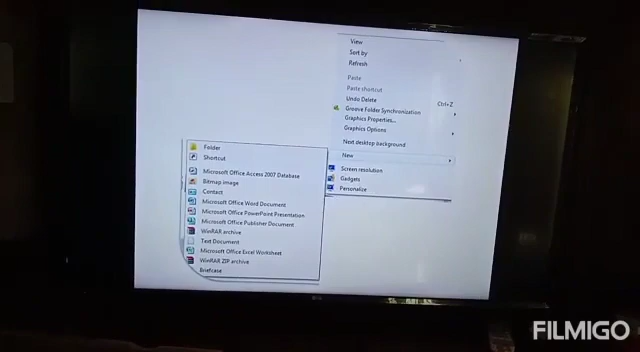 View
Sort by
Refresh
Paste
Paste shortcut
Undo Delete Ctrl+Z
Groove Folder Synchronization
Graphics Properties...
Graphics Options
Next desktop background
New
Screen resolution
Gadgets
Personalize
Folder
Shortcut
Microsoft Office Access 2007 Database
Bitmap image
Contact
Microsoft Office Word Document
Microsoft Office PowerPoint Presentation
Microsoft Office Publisher Document
WinRAR archive
Text Document
Microsoft Office Excel Worksheet
WinRAR ZIP archive
Briefcase
LG
FILMIGO